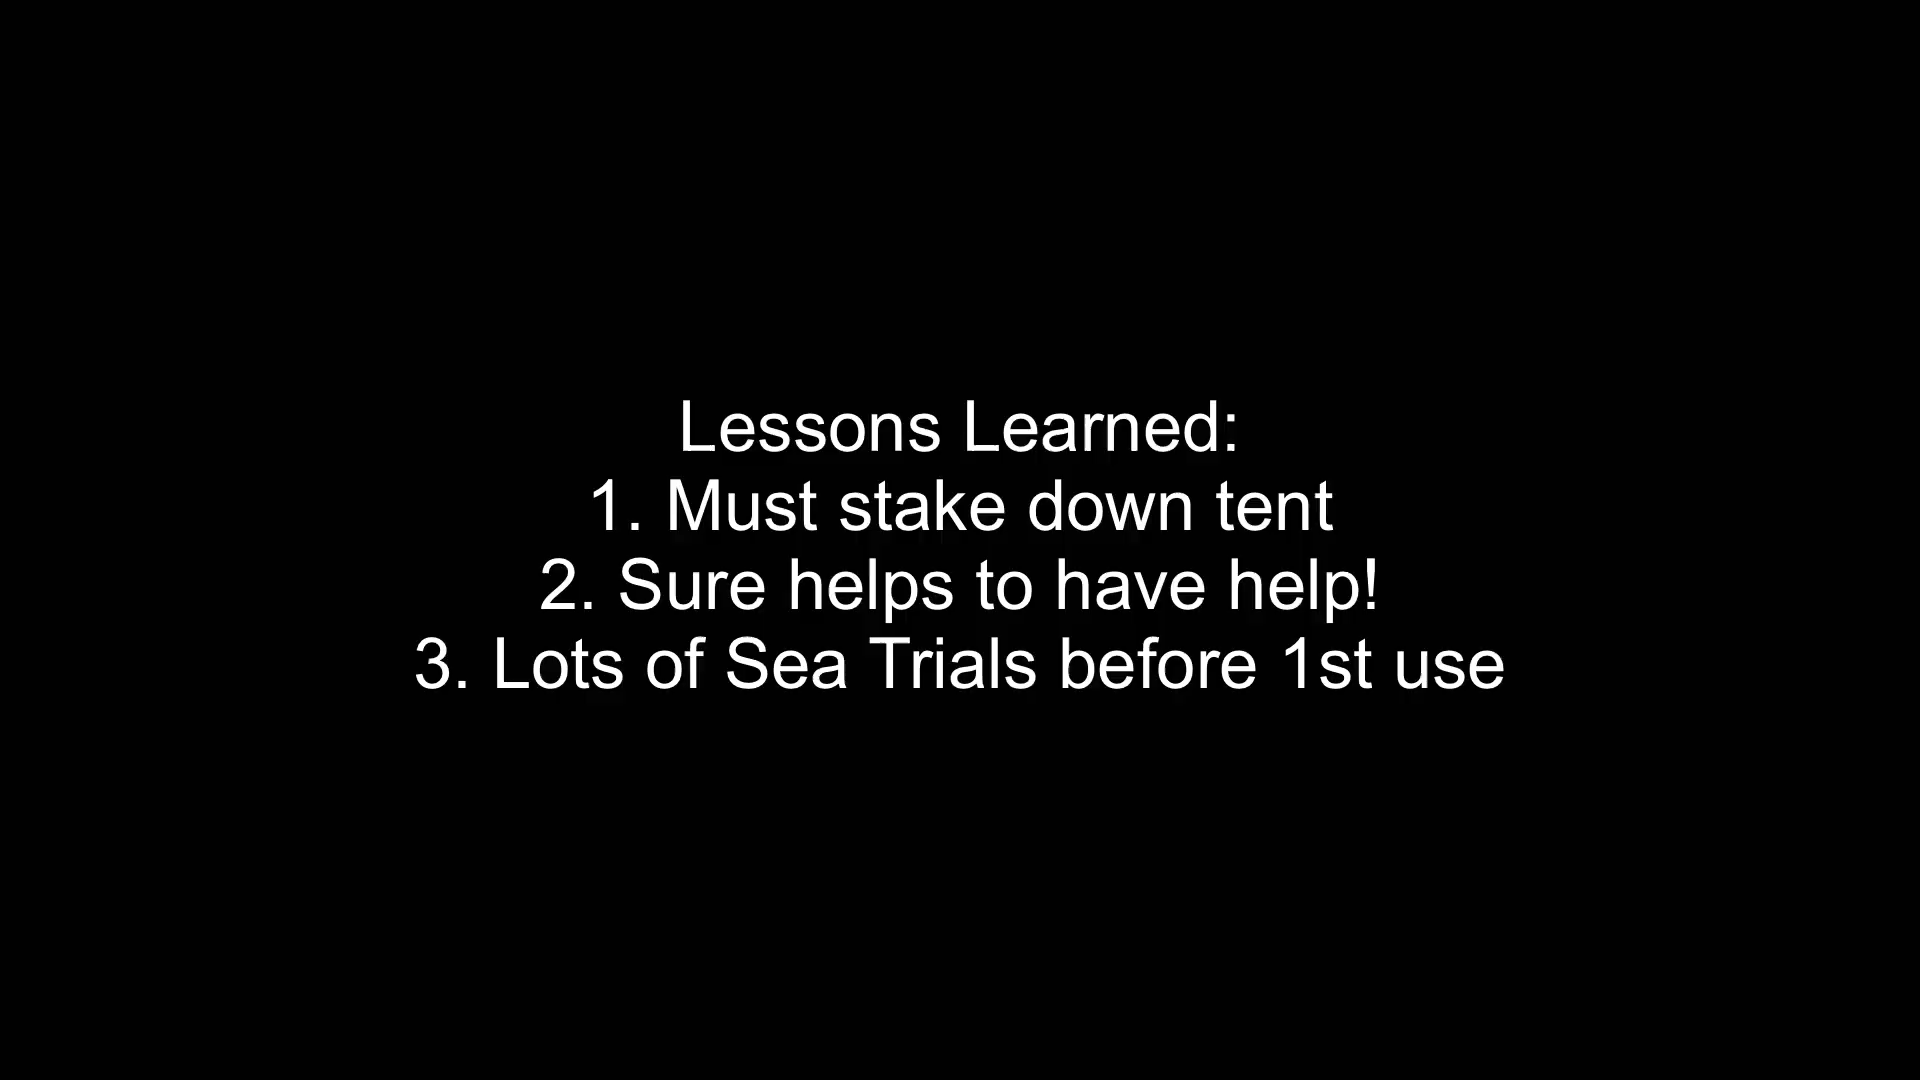 Lessons Learned:
1. Must stake down tent
2. Sure helps to have help!
3. Lots of Sea Trials before 1st use